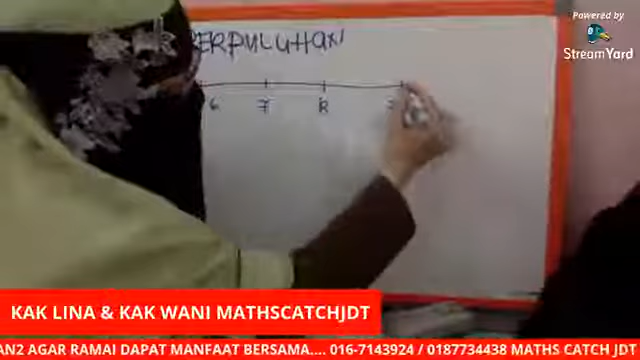 Powered by
StreamYard
PERPULUHAN
6 7 8
KAK LINA & KAK WANI MATHSCATCHJDT
AN2 AGAR RAMAI DAPAT MANFAAT BERSAMA.... 016-7143924 / 0187734438 MATHS CATCH JDT